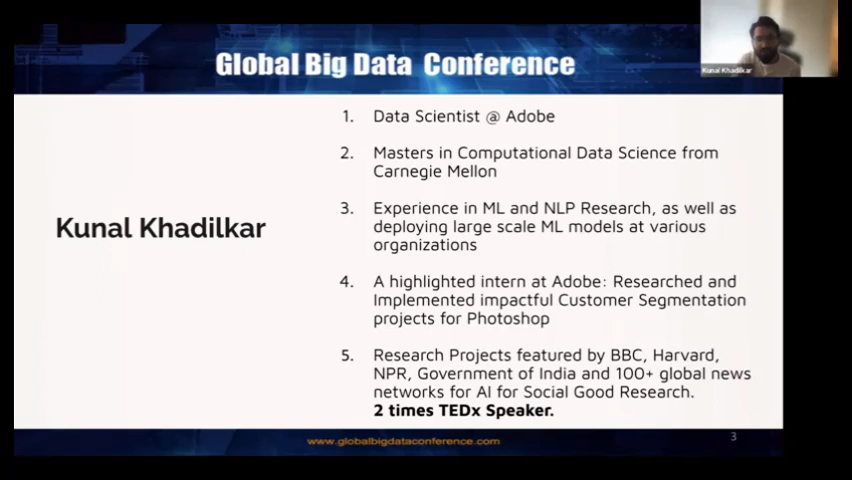 Global Big Data Conference
Kunal Khadilkar
Kunal Khadilkar
1. Data Scientist @ Adobe
2. Masters in Computational Data Science from
Carnegie Mellon
3. Experience in ML and NLP Research, as well as
deploying large scale ML models at various
organizations
4. A highlighted intern at Adobe: Researched and
Implemented impactful Customer Segmentation
projects for Photoshop
5. Research Projects featured by BBC, Harvard,
NPR, Government of India and 100+ global news
networks for AI for Social Good Research.
2 times TEDx Speaker.
www.globalbigdataconference.com
3